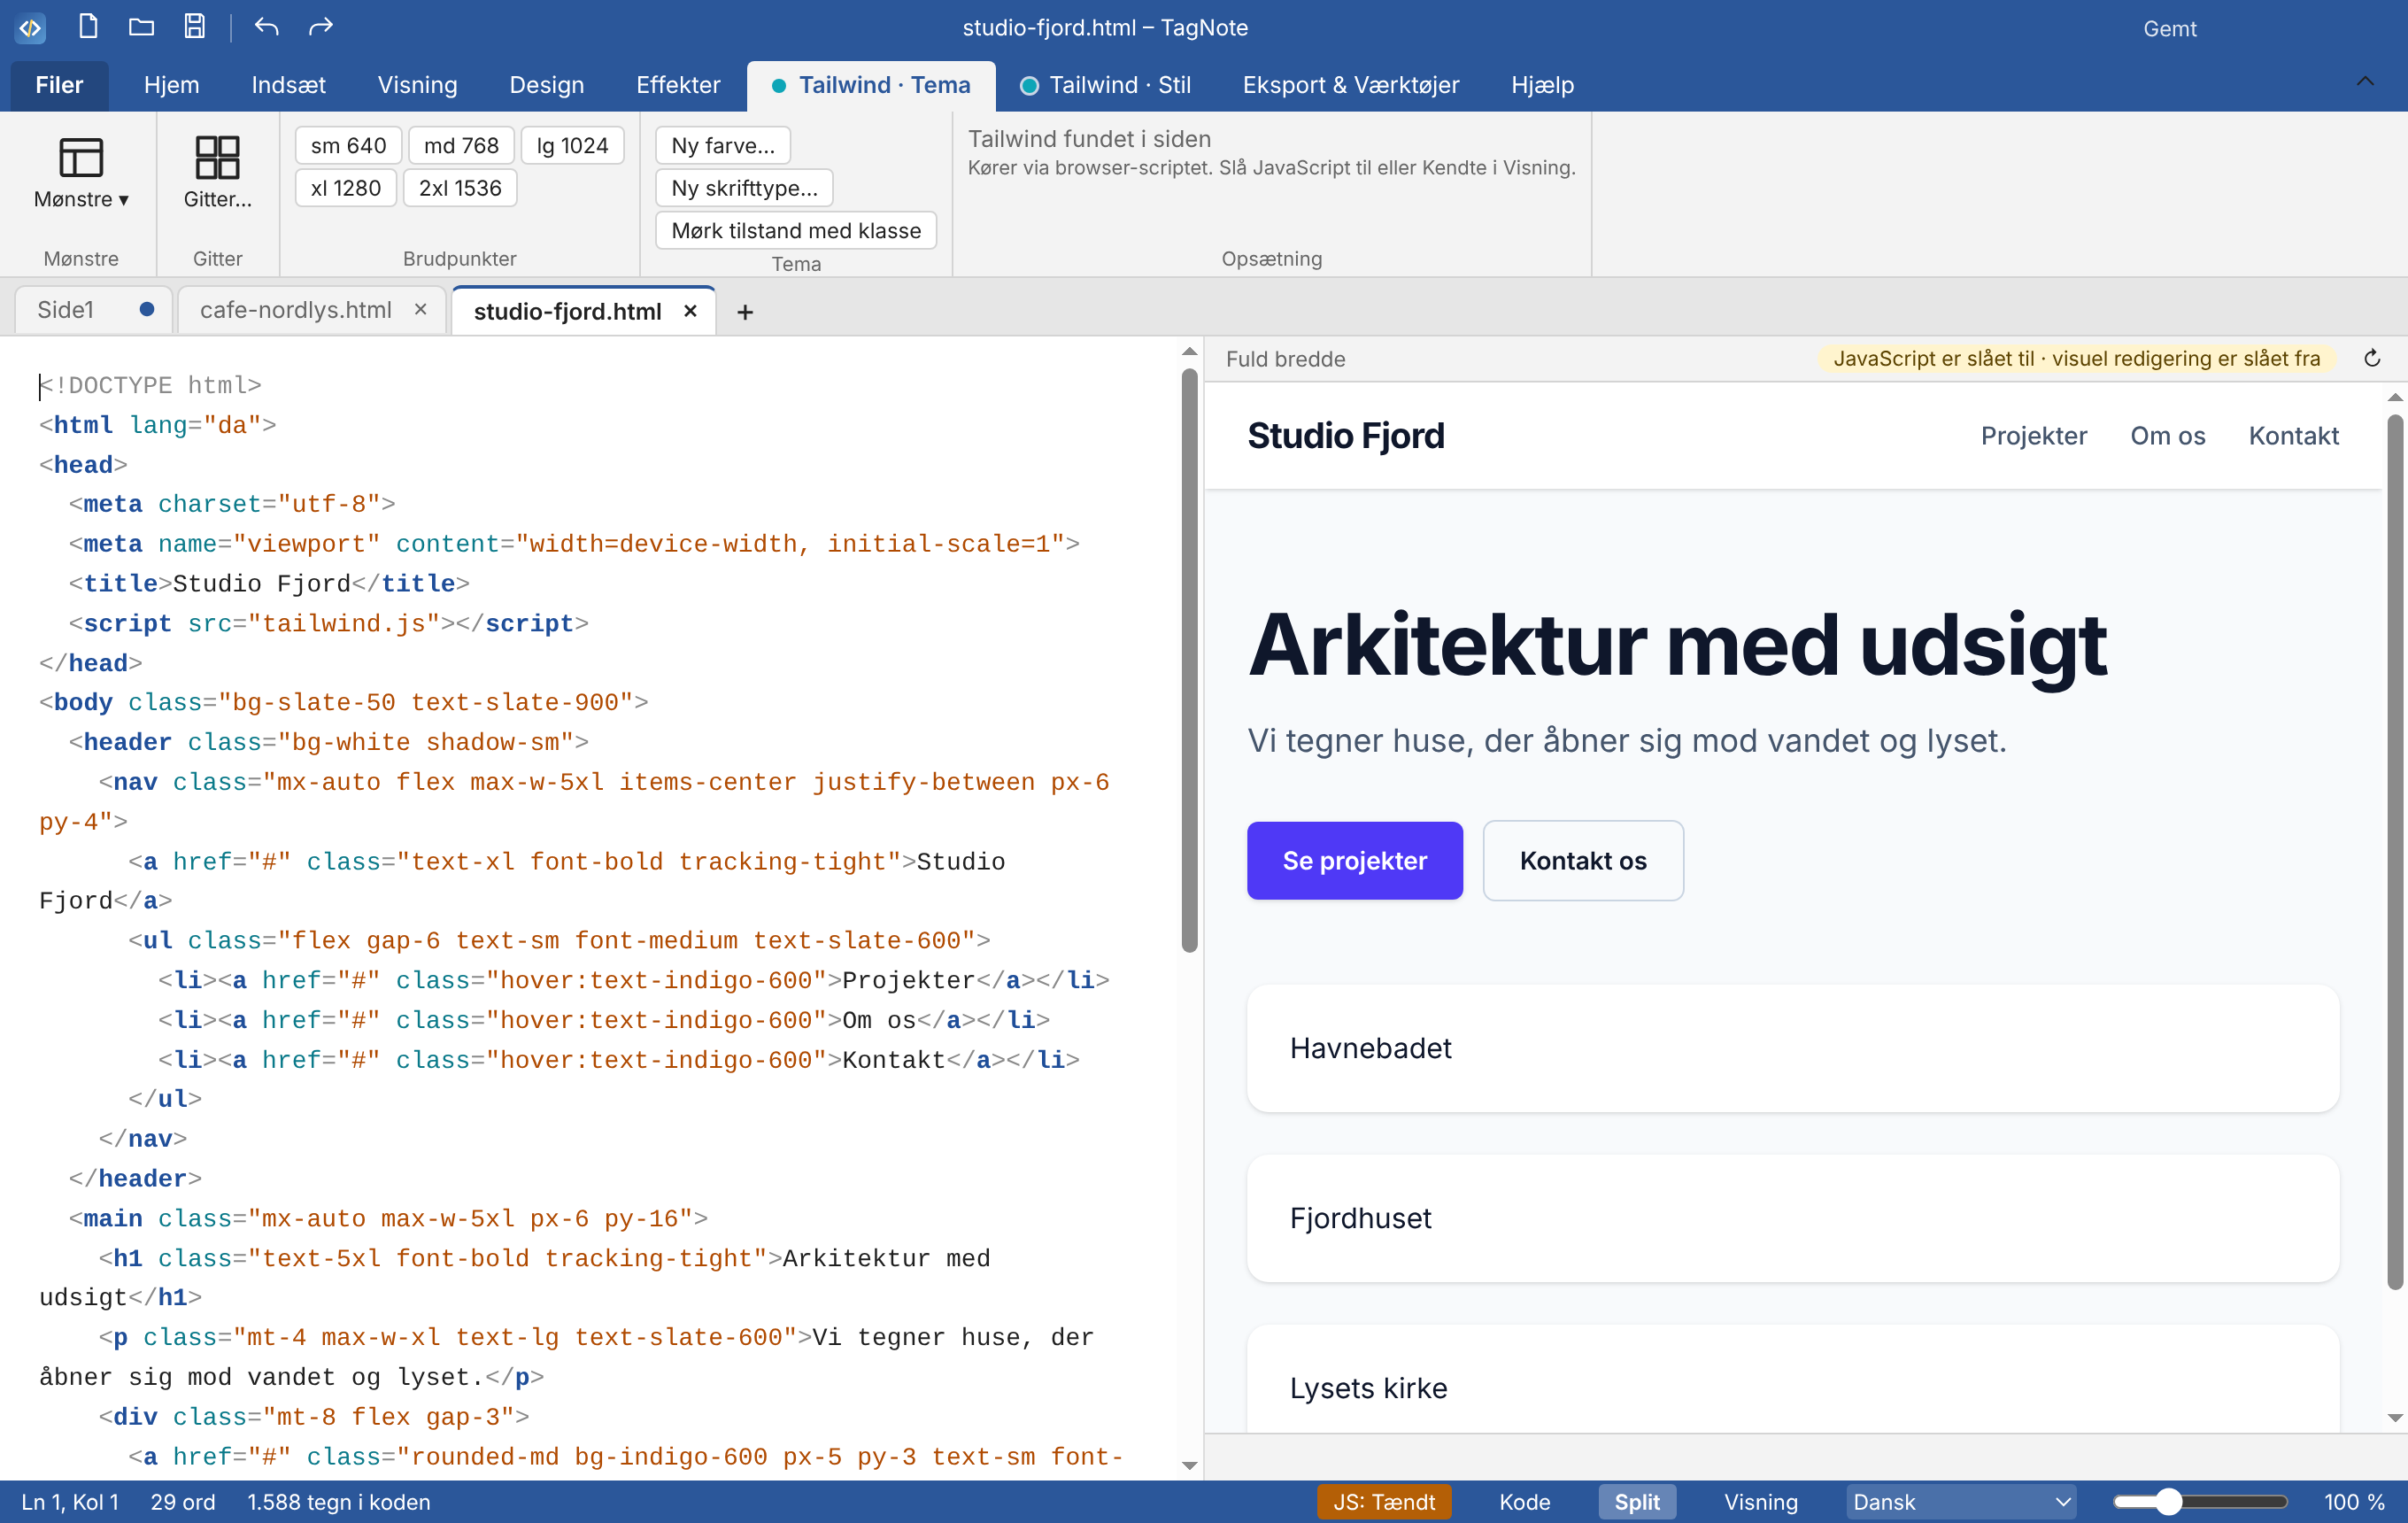 studio-fjord.html – TagNote
Gemt
Filer
Hjem
Indsæt
Visning
Design
Effekter
Tailwind · Tema
Tailwind · Stil
Eksport & Værktøjer
Hjælp
Mønstre ▾
Mønstre
Gitter...
Gitter
sm 640
md 768
lg 1024
xl 1280
2xl 1536
Brudpunkter
Ny farve...
Ny skrifttype...
Mørk tilstand med klasse
Tema
Tailwind fundet i siden
Kører via browser-scriptet. Slå JavaScript til eller Kendte i Visning.
Opsætning
Side1
cafe-nordlys.html ×
studio-fjord.html ×
+
<!DOCTYPE html>
<html lang="da">
<head>
  <meta charset="utf-8">
  <meta name="viewport" content="width=device-width, initial-scale=1">
  <title>Studio Fjord</title>
  <script src="tailwind.js"></script>
</head>
<body class="bg-slate-50 text-slate-900">
  <header class="bg-white shadow-sm">
    <nav class="mx-auto flex max-w-5xl items-center justify-between px-6
py-4">
      <a href="#" class="text-xl font-bold tracking-tight">Studio
Fjord</a>
      <ul class="flex gap-6 text-sm font-medium text-slate-600">
        <li><a href="#" class="hover:text-indigo-600">Projekter</a></li>
        <li><a href="#" class="hover:text-indigo-600">Om os</a></li>
        <li><a href="#" class="hover:text-indigo-600">Kontakt</a></li>
      </ul>
    </nav>
  </header>
  <main class="mx-auto max-w-5xl px-6 py-16">
    <h1 class="text-5xl font-bold tracking-tight">Arkitektur med
udsigt</h1>
    <p class="mt-4 max-w-xl text-lg text-slate-600">Vi tegner huse, der
åbner sig mod vandet og lyset.</p>
    <div class="mt-8 flex gap-3">
      <a href="#" class="rounded-md bg-indigo-600 px-5 py-3 text-sm font-
Fuld bredde
JavaScript er slået til · visuel redigering er slået fra
Studio Fjord
Projekter
Om os
Kontakt
Arkitektur med udsigt
Vi tegner huse, der åbner sig mod vandet og lyset.
Se projekter
Kontakt os
Havnebadet
Fjordhuset
Lysets kirke
Ln 1, Kol 1
29 ord
1.588 tegn i koden
JS: Tændt
Kode
Split
Visning
Dansk
100 %